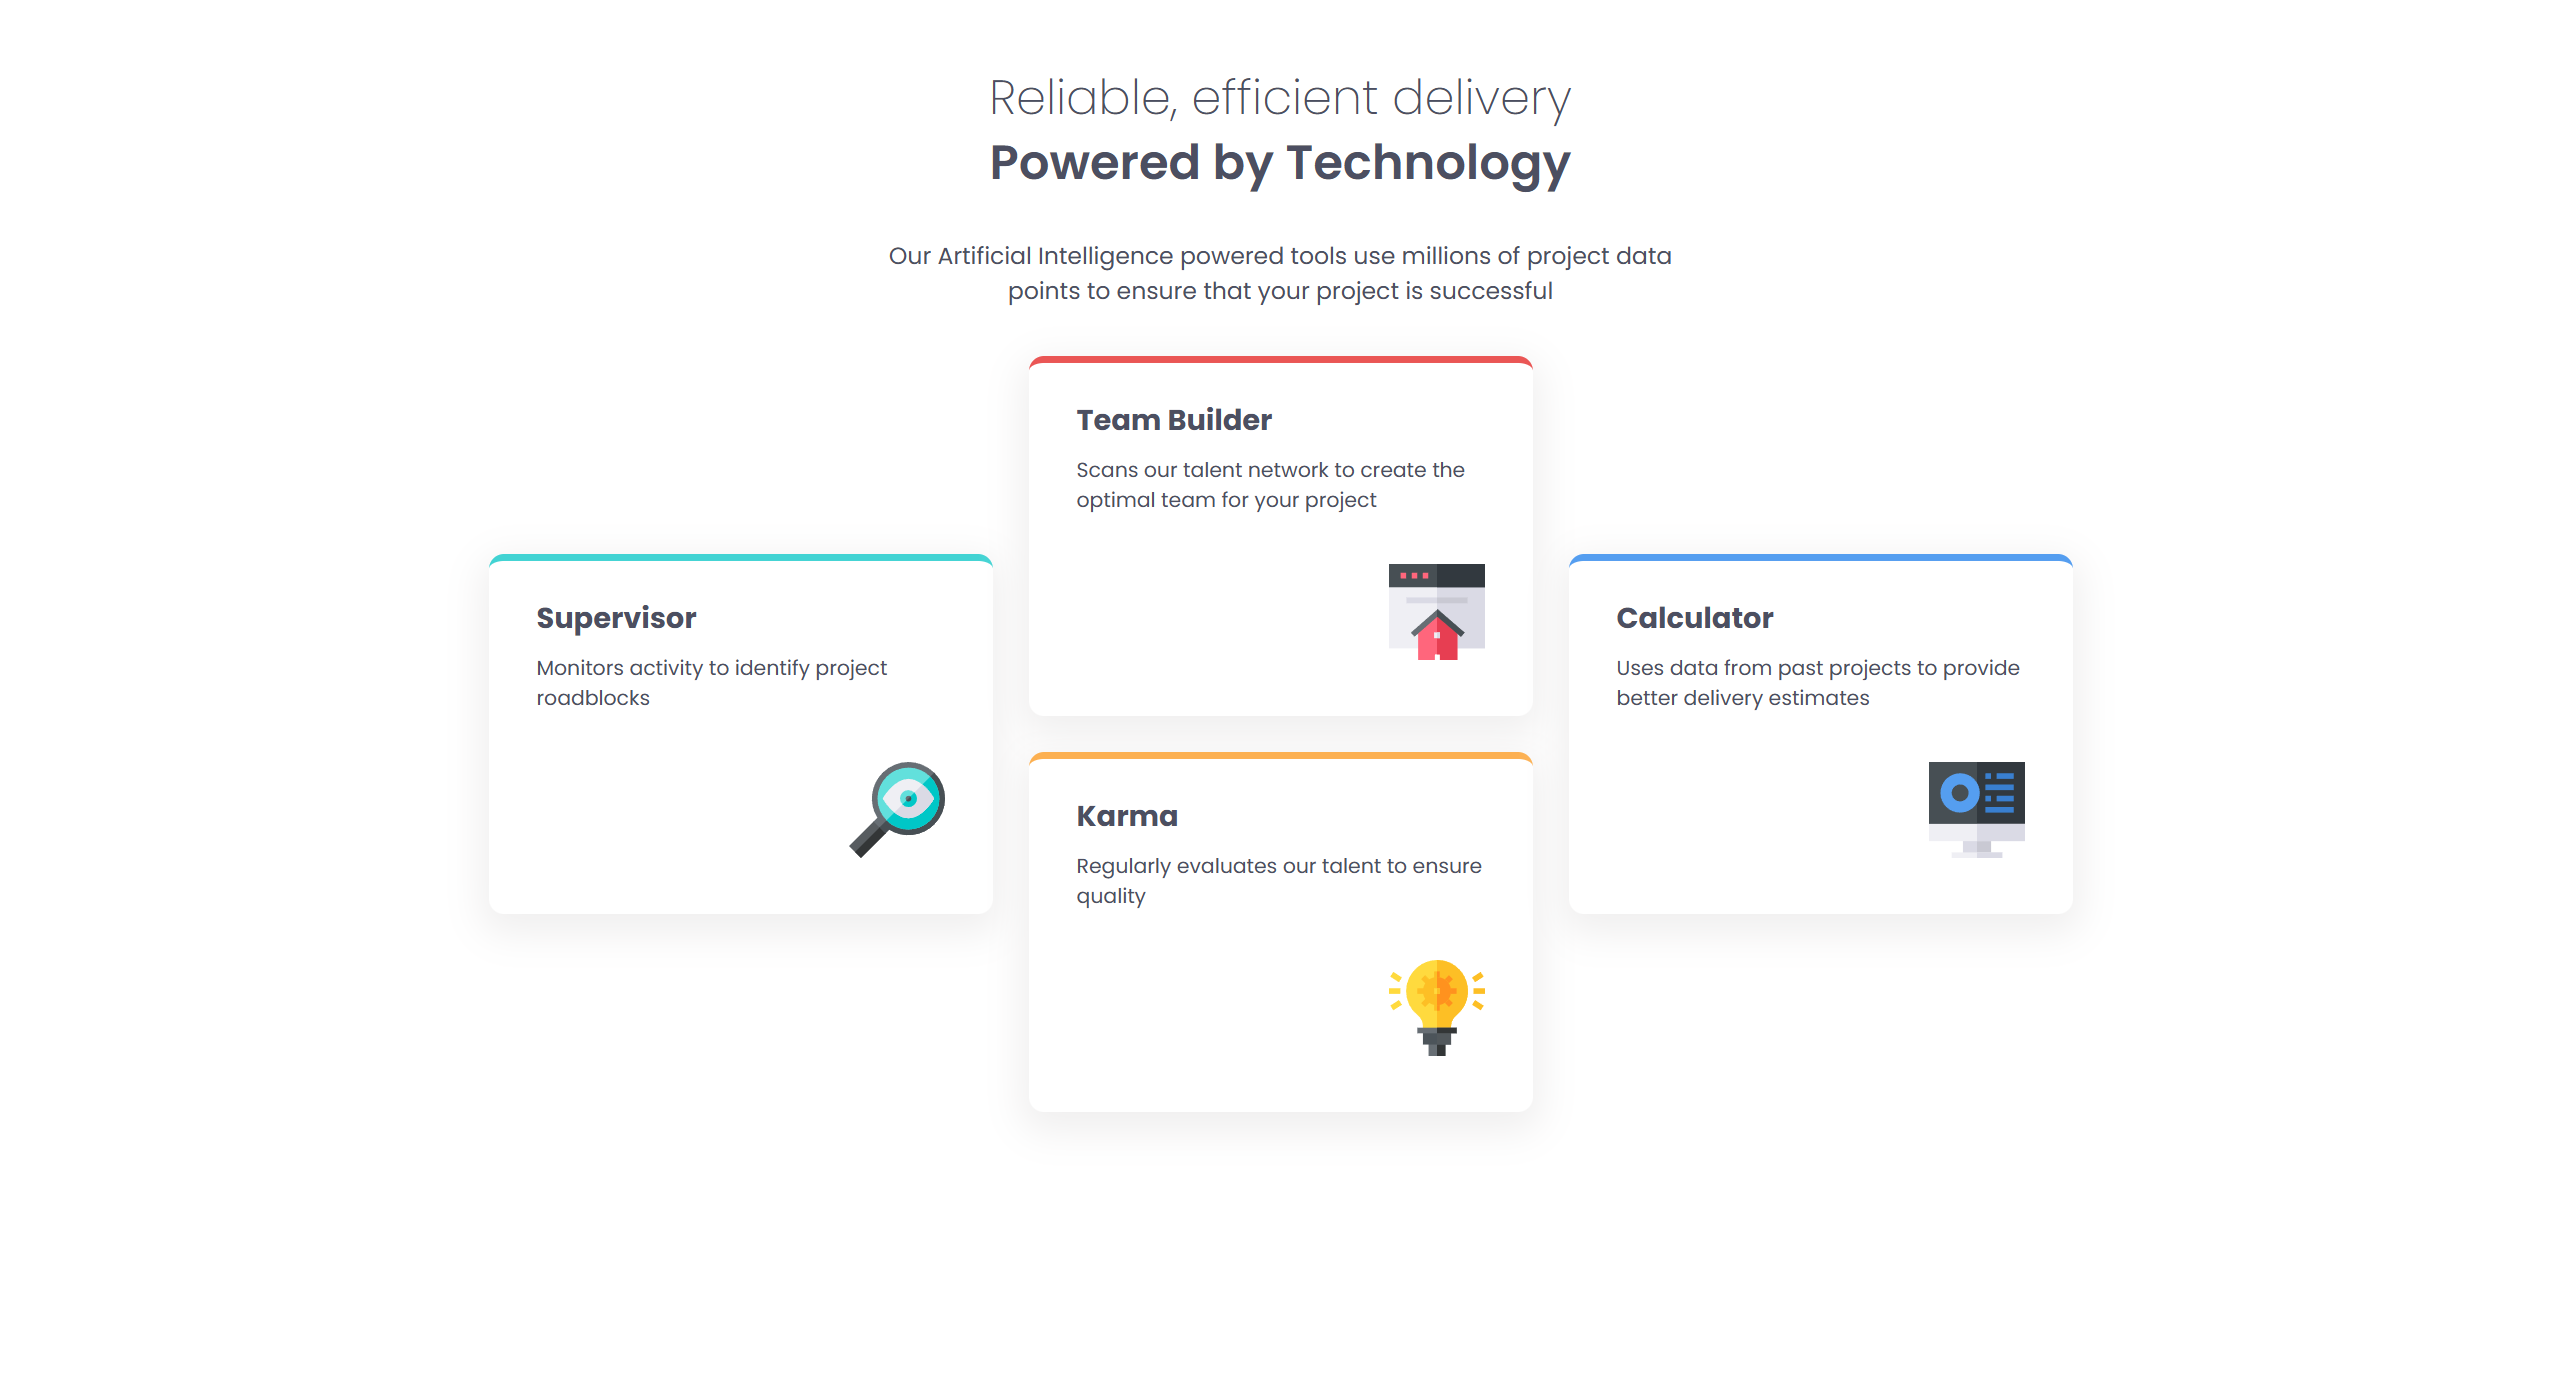 Reliable, efficient delivery
Powered by Technology
Our Artificial Intelligence powered tools use millions of project data
points to ensure that your project is successful
Team Builder
Scans our talent network to create the
optimal team for your project
Supervisor
Monitors activity to identify project
roadblocks
Calculator
Uses data from past projects to provide
better delivery estimates
Karma
Regularly evaluates our talent to ensure
quality